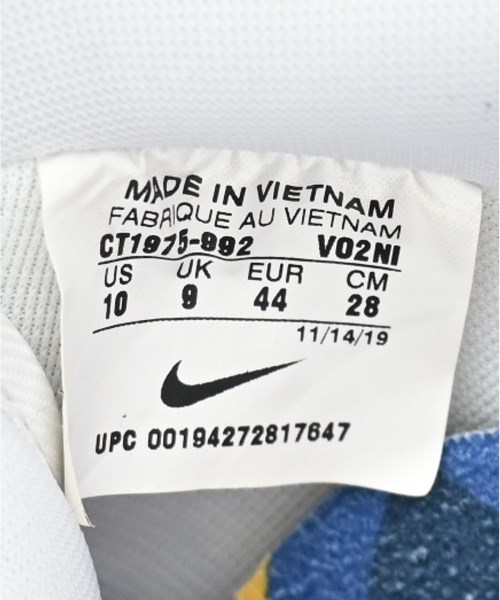 MADE IN VIETNAM
FABRIQUE AU VIETNAM
CT1975-992 VO2NI
US UK EUR CM
10 9 44 28
11/14/19
UPC 00194272817647